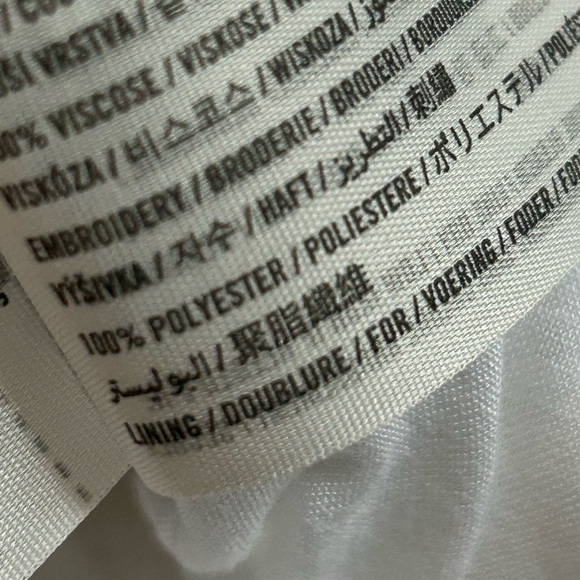 VRSTVA /
100% VISCOSE / VISKOSE /
VISKÓZA / 비스코스 / WISKOZA /
EMBROIDERY / BRODERIE / BRODERI /
VÝŠIVKA / 자수 / HAFT / التطريز / 刺繡
100% POLYESTER / POLIESTERE / ポリエステル /
البوليستر / 聚脂纖維
LINING / DOUBLURE / FOR / VOERING / FODER /